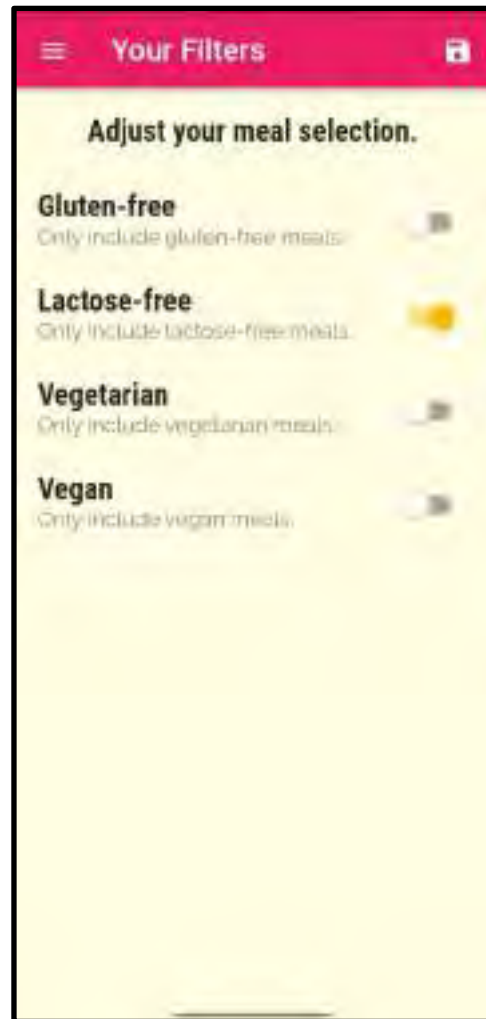 Your Filters
Adjust your meal selection.
Gluten-free
Only include gluten-free meals.
Lactose-free
Only include lactose-free meals.
Vegetarian
Only include vegetarian meals.
Vegan
Only include vegan meals.